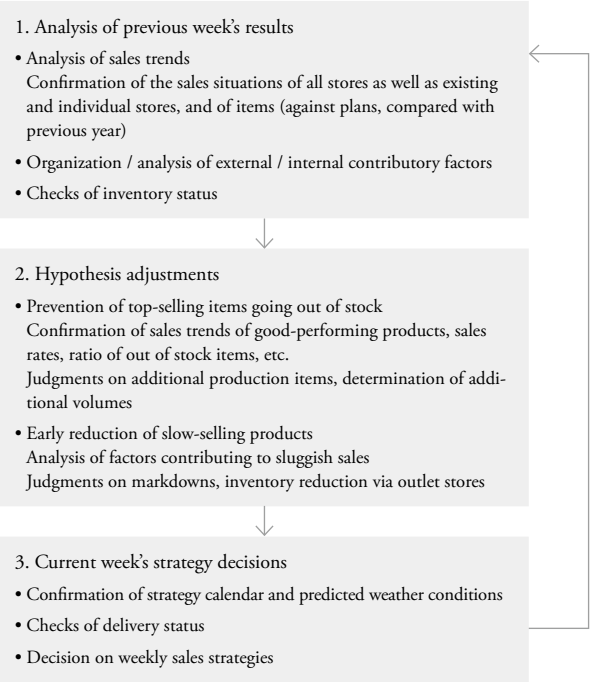 1. Analysis of previous week’s results
• Analysis of sales trends
Confirmation of the sales situations of all stores as well as existing
and individual stores, and of items (against plans, compared with
previous year)
• Organization / analysis of external / internal contributory factors
• Checks of inventory status
2. Hypothesis adjustments
• Prevention of top-selling items going out of stock
Confirmation of sales trends of good-performing products, sales
rates, ratio of out of stock items, etc.
Judgments on additional production items, determination of addi-
tional volumes
• Early reduction of slow-selling products
Analysis of factors contributing to sluggish sales
Judgments on markdowns, inventory reduction via outlet stores
3. Current week’s strategy decisions
• Confirmation of strategy calendar and predicted weather conditions
• Checks of delivery status
• Decision on weekly sales strategies